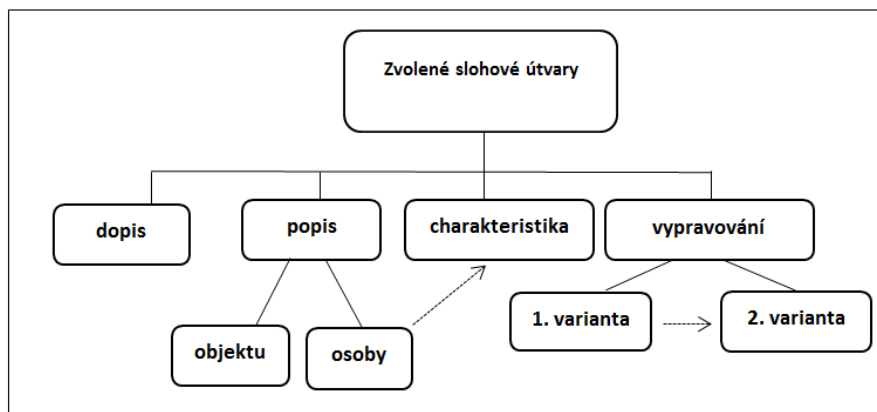 Zvolené slohové útvary
dopis
popis
charakteristika
vypravování
objektu
osoby
1. varianta
2. varianta